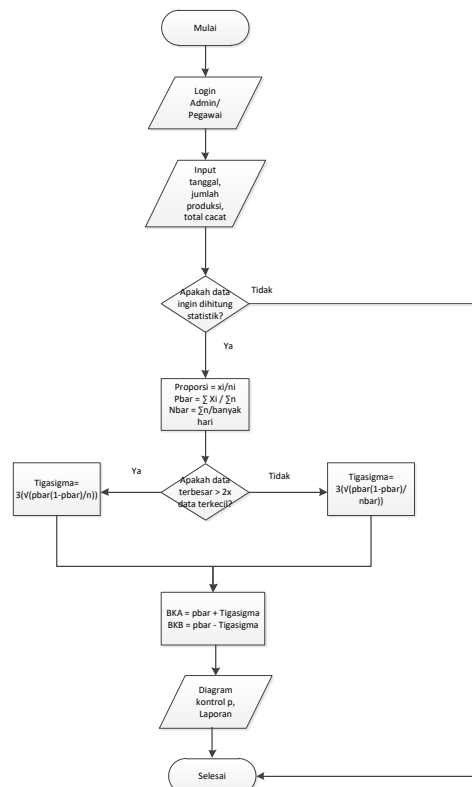 Mulai
Login
Admin/
Pegawai
Input
tanggal,
jumlah
produksi,
total cacat
Apakah data
ingin dihitung
statistik?
Tidak
Ya
Proporsi = xi/ni
Pbar = ∑ Xi / ∑n
Nbar = ∑n/banyak
hari
Apakah data
terbesar > 2x
data terkecil?
Ya
Tidak
Tigasigma=
3(√(pbar(1-pbar)/n))
Tigasigma=
3(√(pbar(1-pbar)/
nbar))
BKA = pbar + Tigasigma
BKB = pbar - Tigasigma
Diagram
kontrol p,
Laporan
Selesai